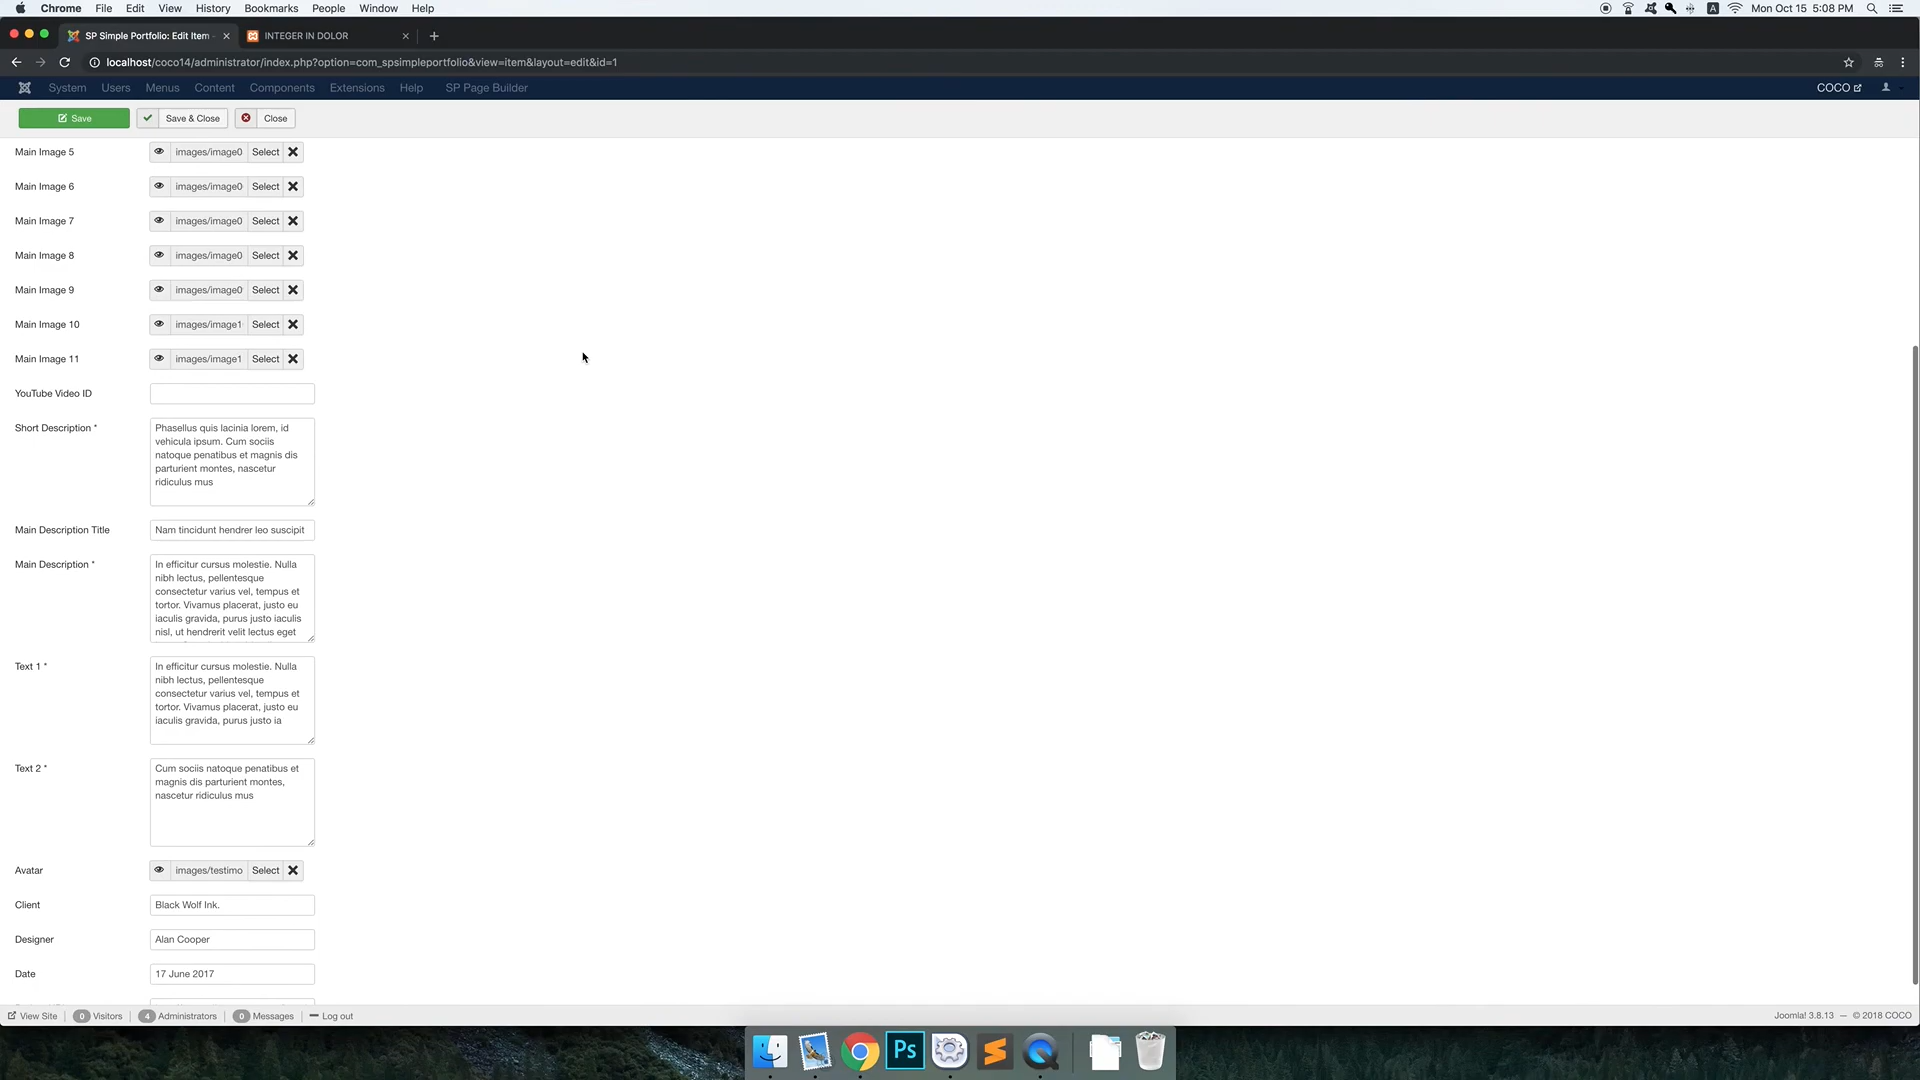 Chrome File Edit View History Bookmarks People Window Help Mon Oct 15 5:08 PM
SP Simple Portfolio: Edit Item - INTEGER IN DOLOR
localhost/coco14/administrator/index.php?option=com_spsimpleportfolio&view=item&layout=edit&id=1
System Users Menus Content Components Extensions Help SP Page Builder COCO
Save Save & Close Close
Main Image 5 images/image0 Select
Main Image 6 images/image0 Select
Main Image 7 images/image0 Select
Main Image 8 images/image0 Select
Main Image 9 images/image0 Select
Main Image 10 images/image1 Select
Main Image 11 images/image1 Select
YouTube Video ID
Short Description * Phasellus quis lacinia lorem, id
vehicula ipsum. Cum sociis
natoque penatibus et magnis dis
parturient montes, nascetur
ridiculus mus
Main Description Title Nam tincidunt hendrer leo suscipit
Main Description * In efficitur cursus molestie. Nulla
nibh lectus, pellentesque
consectetur varius vel, tempus et
tortor. Vivamus placerat, justo eu
iaculis gravida, purus justo iaculis
nisl, ut hendrerit velit lectus eget
Text 1 * In efficitur cursus molestie. Nulla
nibh lectus, pellentesque
consectetur varius vel, tempus et
tortor. Vivamus placerat, justo eu
iaculis gravida, purus justo ia
Text 2 * Cum sociis natoque penatibus et
magnis dis parturient montes,
nascetur ridiculus mus
Avatar images/testimo Select
Client Black Wolf Ink.
Designer Alan Cooper
Date 17 June 2017
View Site 0 Visitors 4 Administrators 0 Messages Log out Joomla! 3.8.13 — © 2018 COCO
Ps